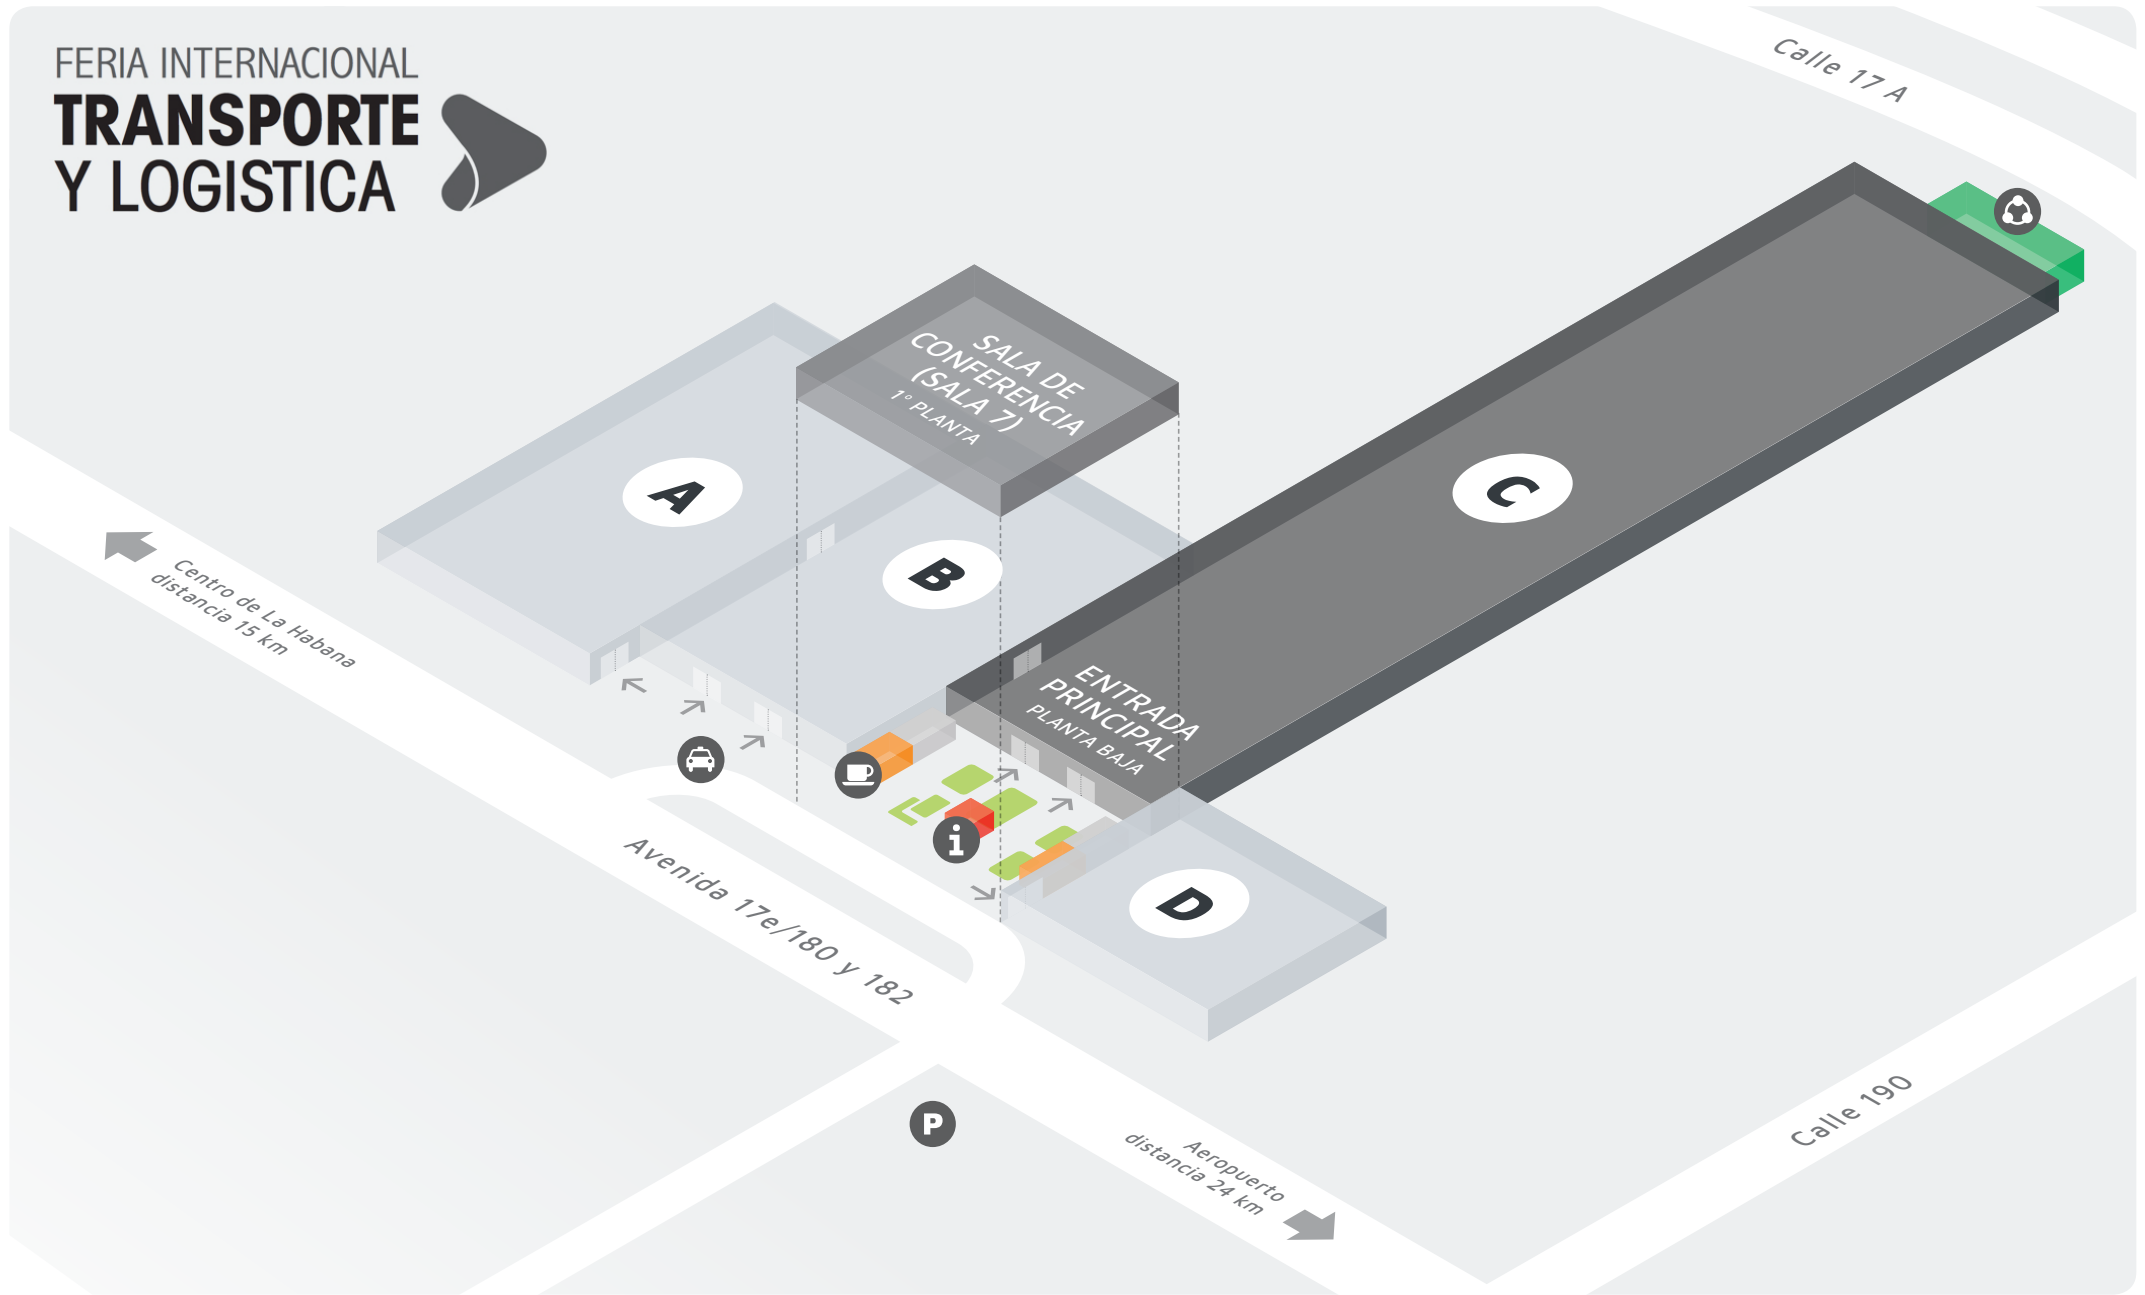 FERIA INTERNACIONAL
TRANSPORTE
Y LOGISTICA
Calle 17 A
SALA DE
CONFERENCIA
(SALA 7)
1º PLANTA
A
B
C
D
ENTRADA
PRINCIPAL
PLANTA BAJA
Centro de La Habana
distancia 15 km
i
Avenida 17e/180 y 182
P
Aeropuerto
distancia 24 km
Calle 190